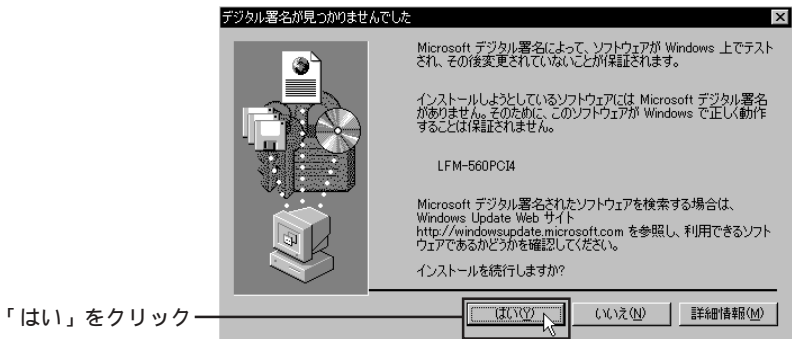 デジタル署名が見つかりませんでした
Microsoft デジタル署名によって、ソフトウェアが Windows 上でテスト
され、その後変更されていないことが保証されます。
インストールしようとしているソフトウェアには Microsoft デジタル署名
がありません。そのために、このソフトウェアが Windows で正しく動作
することは保証されません。
LFM-560PCI4
Microsoft デジタル署名されたソフトウェアを検索する場合は、
Windows Update Web サイト
http://windowsupdate.microsoft.com を参照し、利用できるソフト
ウェアであるかどうかを確認してください。
インストールを続行しますか?
「はい」をクリック
はい(Y) いいえ(N) 詳細情報(M)